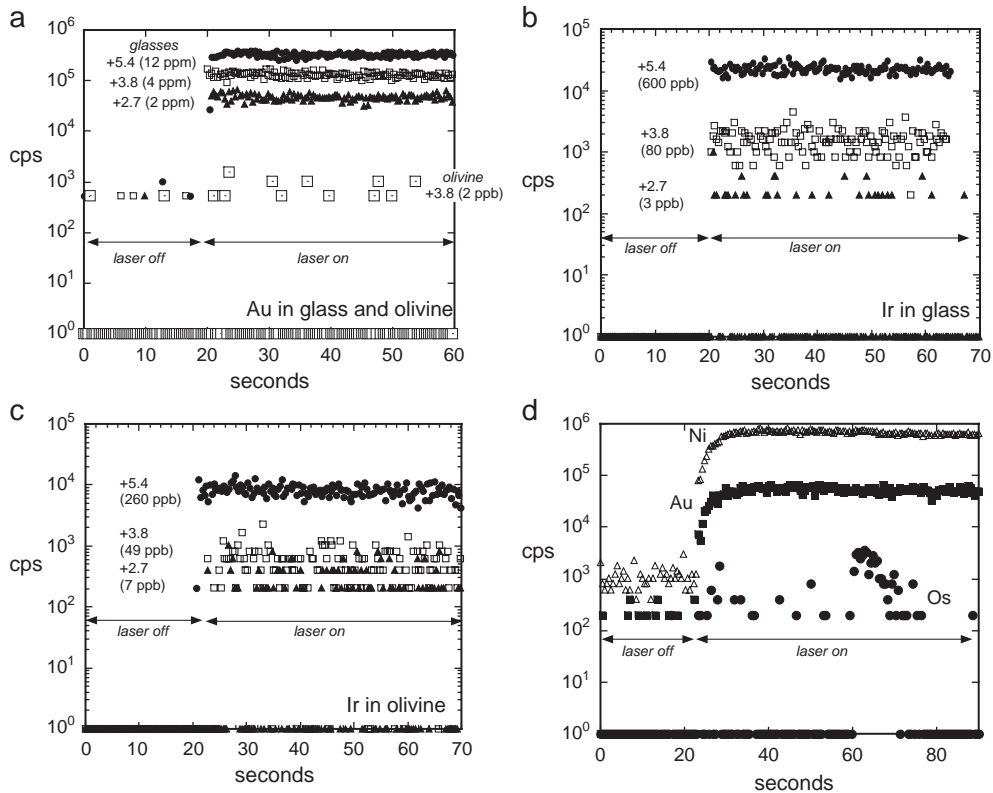 a
10^6
10^5
10^4
10^3
10^2
10^1
10^0
cps
glasses
+5.4 (12 ppm)
+3.8 (4 ppm)
+2.7 (2 ppm)
olivine
+3.8 (2 ppb)
laser off
laser on
Au in glass and olivine
0 10 20 30 40 50 60
seconds
b
10^5
10^4
10^3
10^2
10^1
10^0
cps
+5.4
(600 ppb)
+3.8
(80 ppb)
+2.7
(3 ppb)
laser off
laser on
Ir in glass
0 10 20 30 40 50 60 70
seconds
c
10^5
10^4
10^3
10^2
10^1
10^0
cps
+5.4
(260 ppb)
+3.8
(49 ppb)
+2.7
(7 ppb)
laser off
laser on
Ir in olivine
0 10 20 30 40 50 60 70
seconds
d
10^6
10^5
10^4
10^3
10^2
10^1
10^0
cps
Ni
Au
Os
laser off
laser on
0 20 40 60 80
seconds